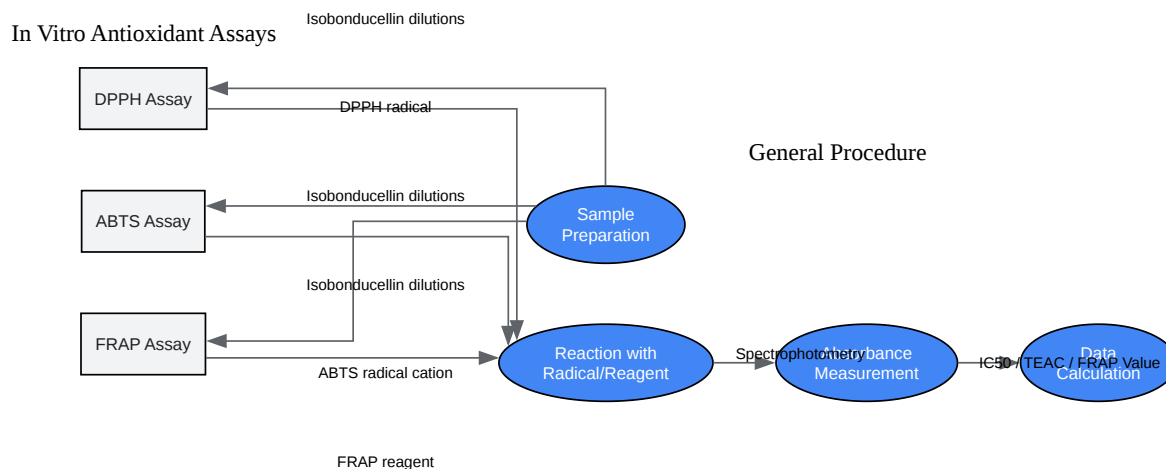 Isobonducellin dilutions
In Vitro Antioxidant Assays
DPPH Assay
DPPH radical
General Procedure
Isobonducellin dilutions
ABTS Assay
Sample
Preparation
Isobonducellin dilutions
FRAP Assay
ABTS radical cation
Reaction with
Radical/Reagent
Spectrophotometry
Absorbance
Measurement
IC50 / TEAC / FRAP Value
Data
Calculation
FRAP reagent